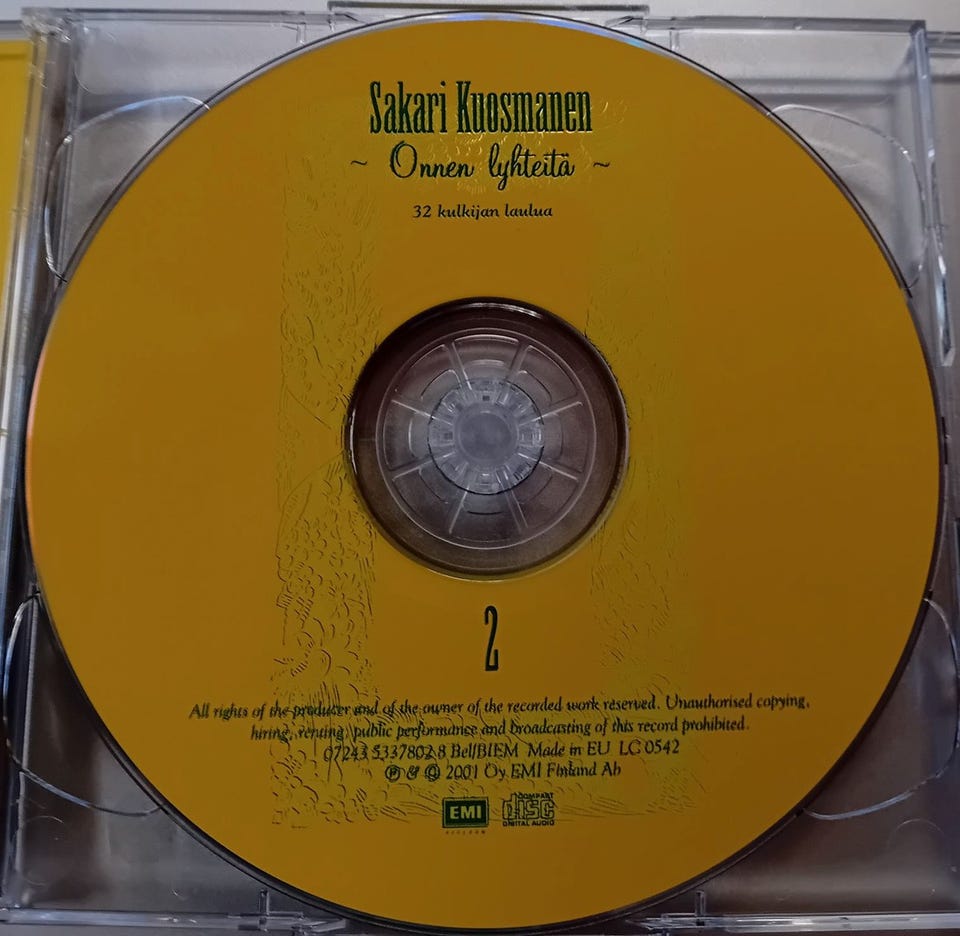 Sakari Kuosmanen
~ Onnen lyhteitä ~
32 kulkijan laulua
2
All rights of the producer and of the owner of the recorded work reserved. Unauthorised copying,
hiring, renting, public performance and broadcasting of this record prohibited.
07243 5337802 8 Bel/BIEM Made in EU LC 0542
℗ & © 2001 Oy EMI Finland Ab
EMI
COMPACT
disc
DIGITAL AUDIO